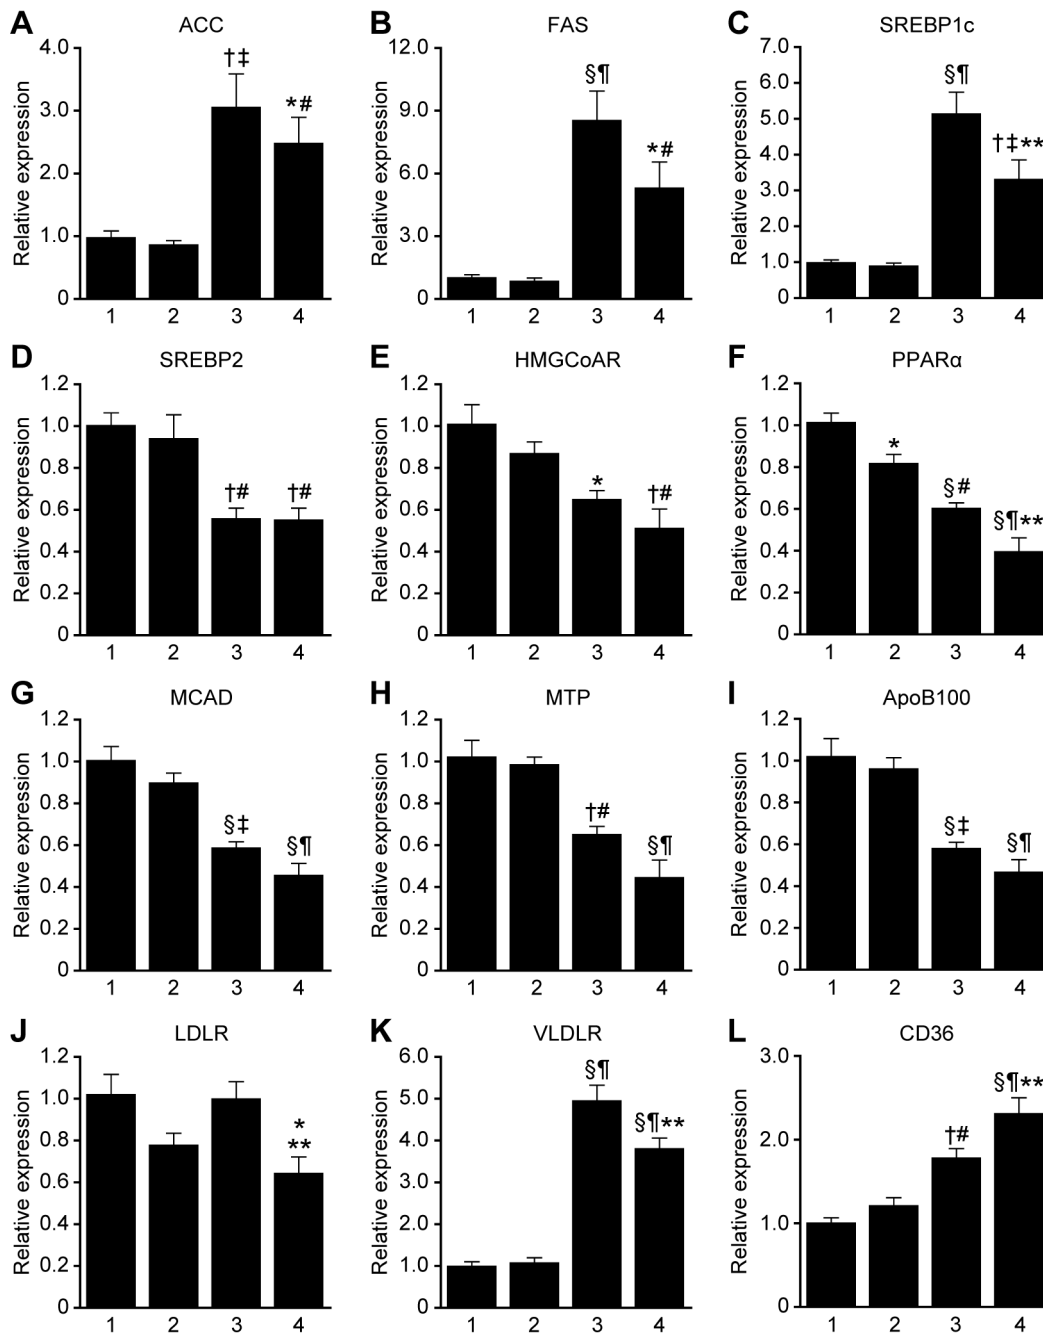 A ACC
Relative expression
4.0
3.0
2.0
1.0
0
†‡
*#
1 2 3 4
B FAS
Relative expression
12.0
9.0
6.0
3.0
0
§¶
*#
1 2 3 4
C SREBP1c
Relative expression
7.0
6.0
5.0
4.0
3.0
2.0
1.0
0
§¶
†‡**
1 2 3 4
D SREBP2
Relative expression
1.2
1.0
0.8
0.6
0.4
0.2
0
†# †#
1 2 3 4
E HMGCoAR
Relative expression
1.2
1.0
0.8
0.6
0.4
0.2
0
*
†#
1 2 3 4
F PPARα
Relative expression
1.2
1.0
0.8
0.6
0.4
0.2
0
*
§#
§¶**
1 2 3 4
G MCAD
Relative expression
1.2
1.0
0.8
0.6
0.4
0.2
0
§‡
§¶
1 2 3 4
H MTP
Relative expression
1.2
1.0
0.8
0.6
0.4
0.2
0
†#
§¶
1 2 3 4
I ApoB100
Relative expression
1.2
1.0
0.8
0.6
0.4
0.2
0
§‡
§¶
1 2 3 4
J LDLR
Relative expression
1.2
1.0
0.8
0.6
0.4
0.2
0
*
**
1 2 3 4
K VLDLR
Relative expression
6.0
5.0
4.0
3.0
2.0
1.0
0
§¶
§¶**
1 2 3 4
L CD36
Relative expression
3.0
2.0
1.0
0
†#
§¶**
1 2 3 4